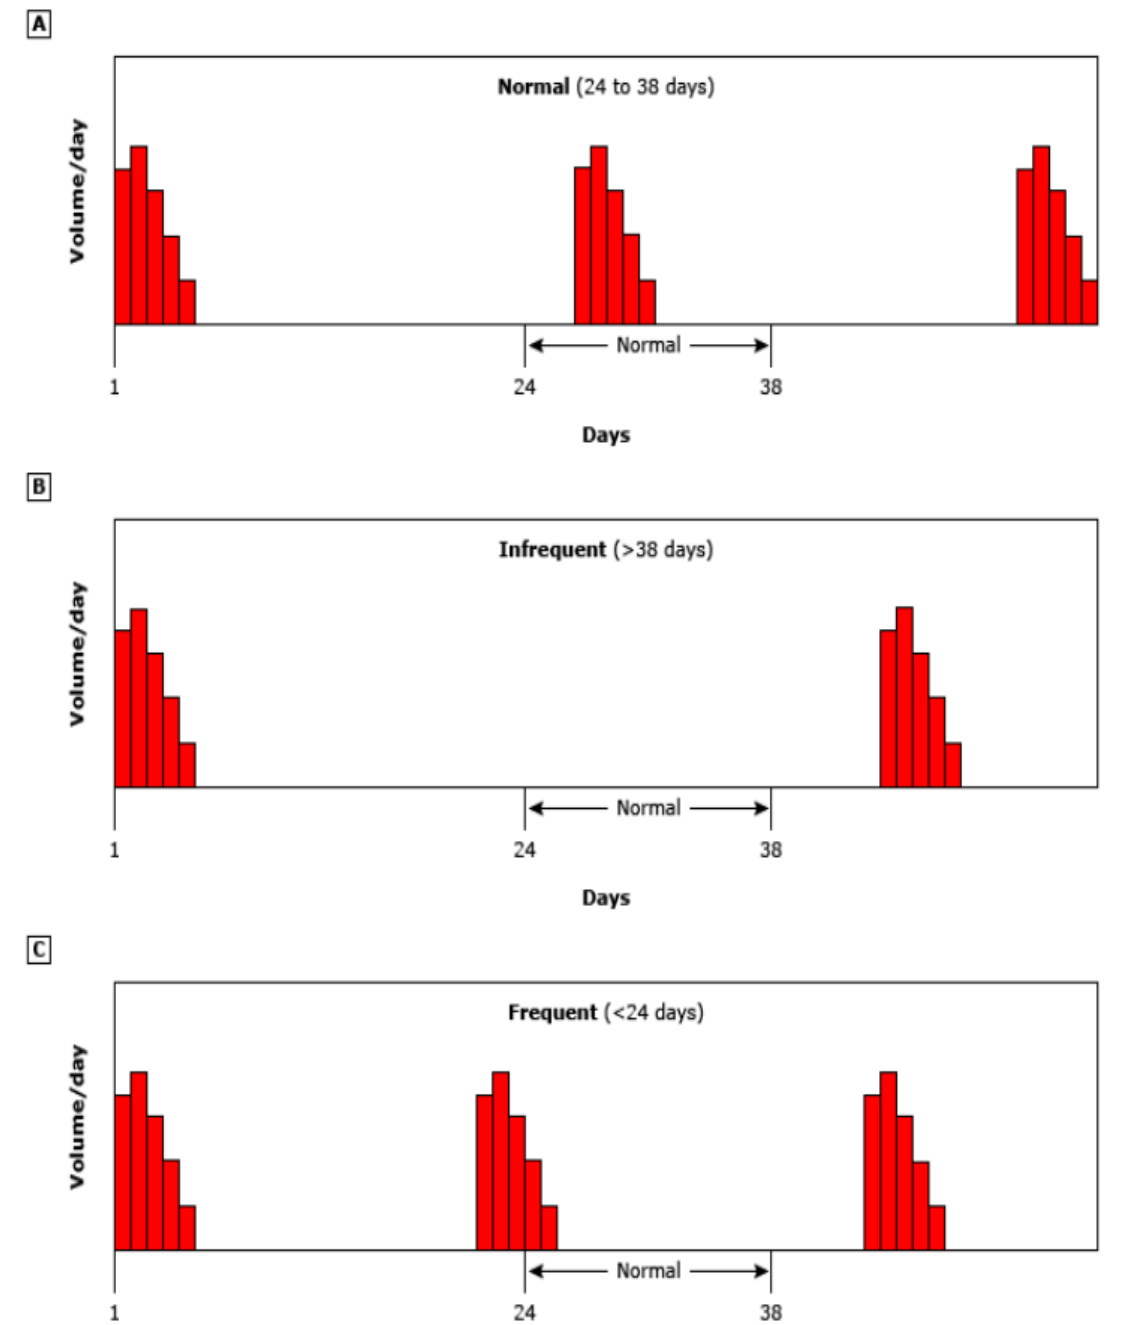 A
Normal (24 to 38 days)
Volume/day
Normal
1 24 38
Days
B
Infrequent (>38 days)
Volume/day
Normal
1 24 38
Days
C
Frequent (<24 days)
Volume/day
Normal
1 24 38